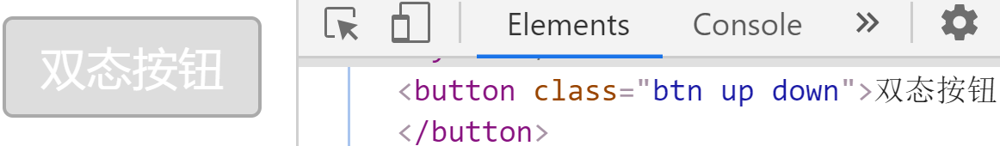 双态按钮
Elements Console
<button class="btn up down">双态按钮
</button>